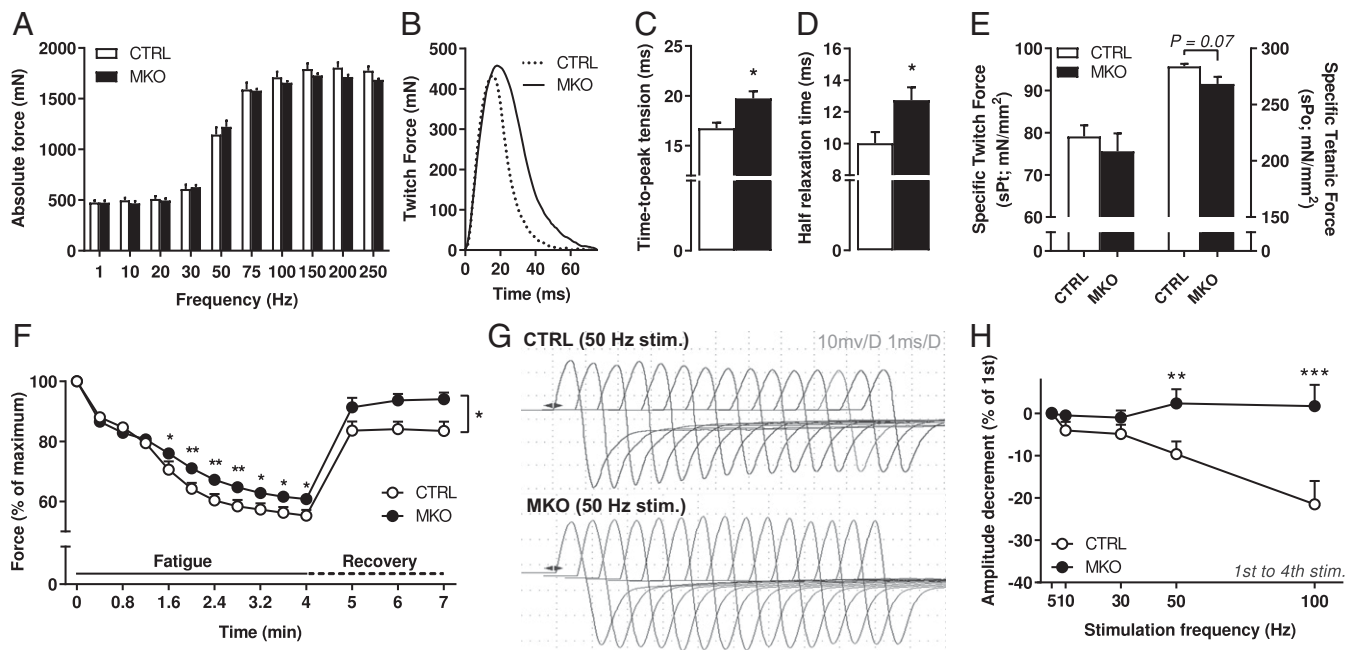 A
Absolute force (mN)
2000
1500
1000
500
0
CTRL
MKO
1 10 20 30 50 75 100 150 200 250
Frequency (Hz)
B
Twitch Force (mN)
500
400
300
200
100
0
CTRL
MKO
0 20 40 60
Time (ms)
C
Time-to-peak tension (ms)
25
20
15
0
*
D
Half relaxation time (ms)
16
14
12
10
8
0
*
E
Specific Twitch Force
(sPt; mN/mm²)
100
90
80
70
60
0
CTRL
MKO
P = 0.07
300
250
200
150
0
Specific Tetanic Force
(sPo; mN/mm²)
CTRL MKO CTRL MKO
F
Force (% of maximum)
100
80
60
0
* ** ** ** * * *
*
CTRL
MKO
Fatigue Recovery
0 0.8 1.6 2.4 3.2 4 5 6 7
Time (min)
G
CTRL (50 Hz stim.)
10mv/D 1ms/D
MKO (50 Hz stim.)
H
Amplitude decrement (% of 1st)
0
-10
-20
-30
-40
** ***
CTRL
MKO
1st to 4th stim.
5 10 30 50 100
Stimulation frequency (Hz)